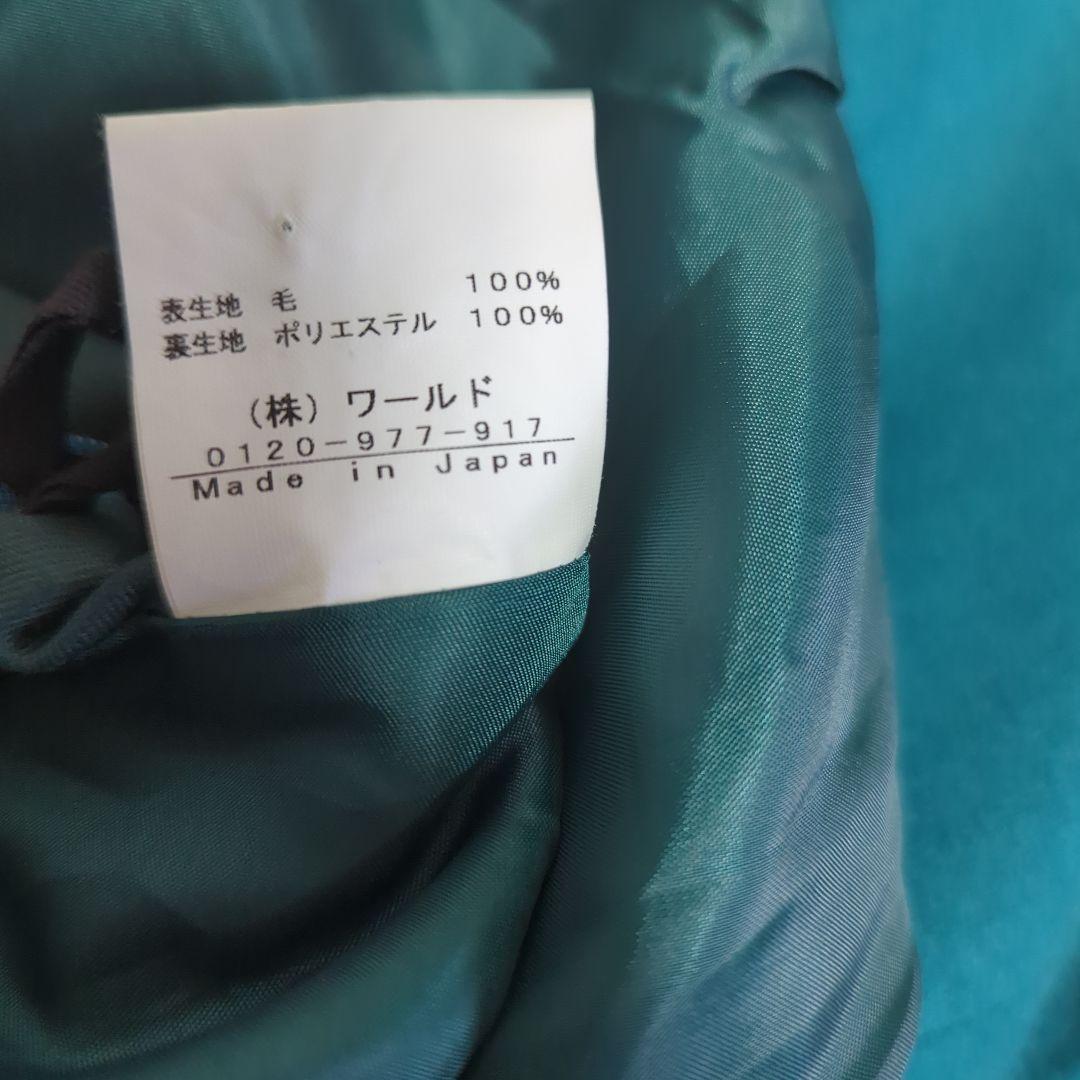 表生地 毛 100%
裏生地 ポリエステル 100%
(株) ワールド
0120-977-917
Made in Japan